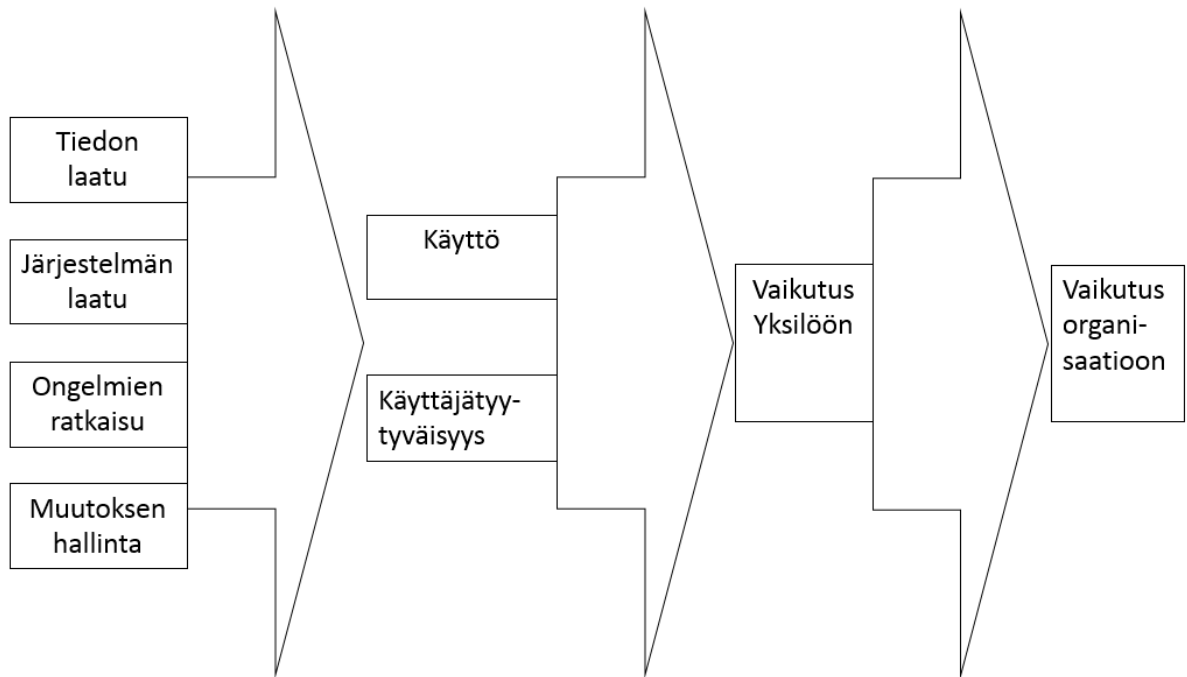 Tiedon
laatu
Järjestelmän
laatu
Ongelmien
ratkaisu
Muutoksen
hallinta
Käyttö
Käyttäjätyy-
tyväisyys
Vaikutus
Yksilöön
Vaikutus
organi-
saatioon